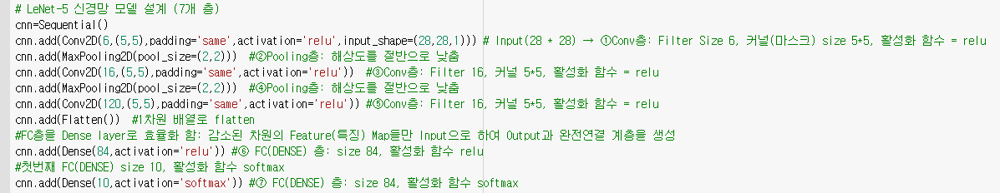 # LeNet-5 신경망 모델 설계 (7개 층)
cnn=Sequential()
cnn.add(Conv2D(6,(5,5),padding='same',activation='relu',input_shape=(28,28,1))) # Input(28 * 28) → ①Conv층: Filter Size 6, 커널(마스크) size 5*5, 활성화 함수 = relu
cnn.add(MaxPooling2D(pool_size=(2,2)))  #②Pooling층: 해상도를 절반으로 낮춤
cnn.add(Conv2D(16,(5,5),padding='same',activation='relu'))  #③Conv층: Filter 16, 커널 5*5, 활성화 함수 = relu
cnn.add(MaxPooling2D(pool_size=(2,2)))  #④Pooling층: 해상도를 절반으로 낮춤
cnn.add(Conv2D(120,(5,5),padding='same',activation='relu')) #⑤Conv층: Filter 16, 커널 5*5, 활성화 함수 = relu
cnn.add(Flatten())  #1차원 배열로 flatten
#FC층을 Dense layer로 효율화 함: 감소된 차원의 Feature(특징) Map들만 Input으로 하여 Output과 완전연결 계층을 생성
cnn.add(Dense(84,activation='relu')) #⑥ FC(DENSE) 층: size 84, 활성화 함수 relu
#첫번째 FC(DENSE) size 10, 활성화 함수 softmax
cnn.add(Dense(10,activation='softmax')) #⑦ FC(DENSE) 층: size 84, 활성화 함수 softmax